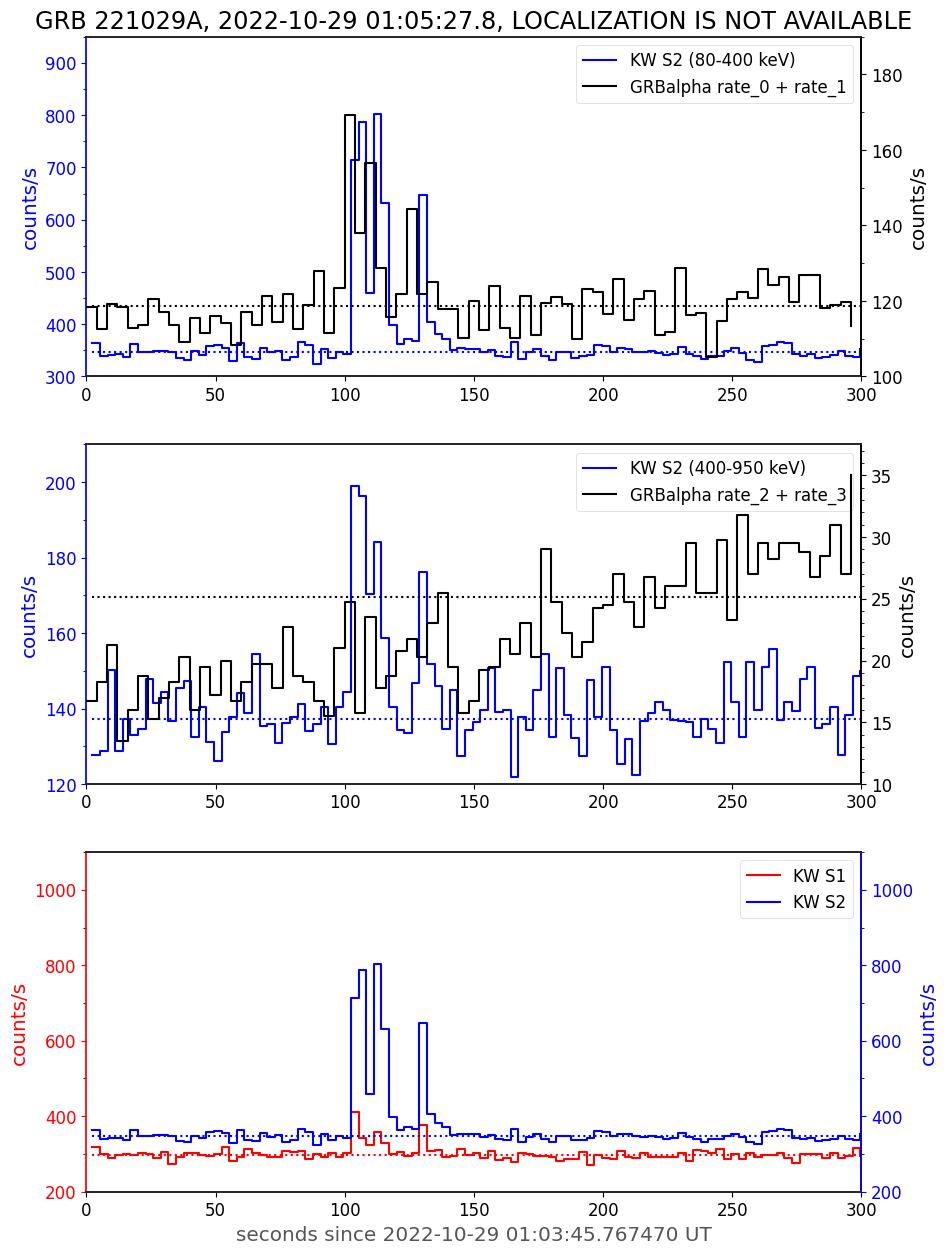 GRB 221029A, 2022-10-29 01:05:27.8, LOCALIZATION IS NOT AVAILABLE
KW S2 (80-400 keV)
GRBalpha rate_0 + rate_1
900
800
700
600
500
400
300
counts/s
180
160
140
120
100
counts/s
0 50 100 150 200 250 300
KW S2 (400-950 keV)
GRBalpha rate_2 + rate_3
200
180
160
140
120
counts/s
35
30
25
20
15
10
counts/s
0 50 100 150 200 250 300
KW S1
KW S2
1000
800
600
400
200
counts/s
1000
800
600
400
200
counts/s
0 50 100 150 200 250 300
seconds since 2022-10-29 01:03:45.767470 UT